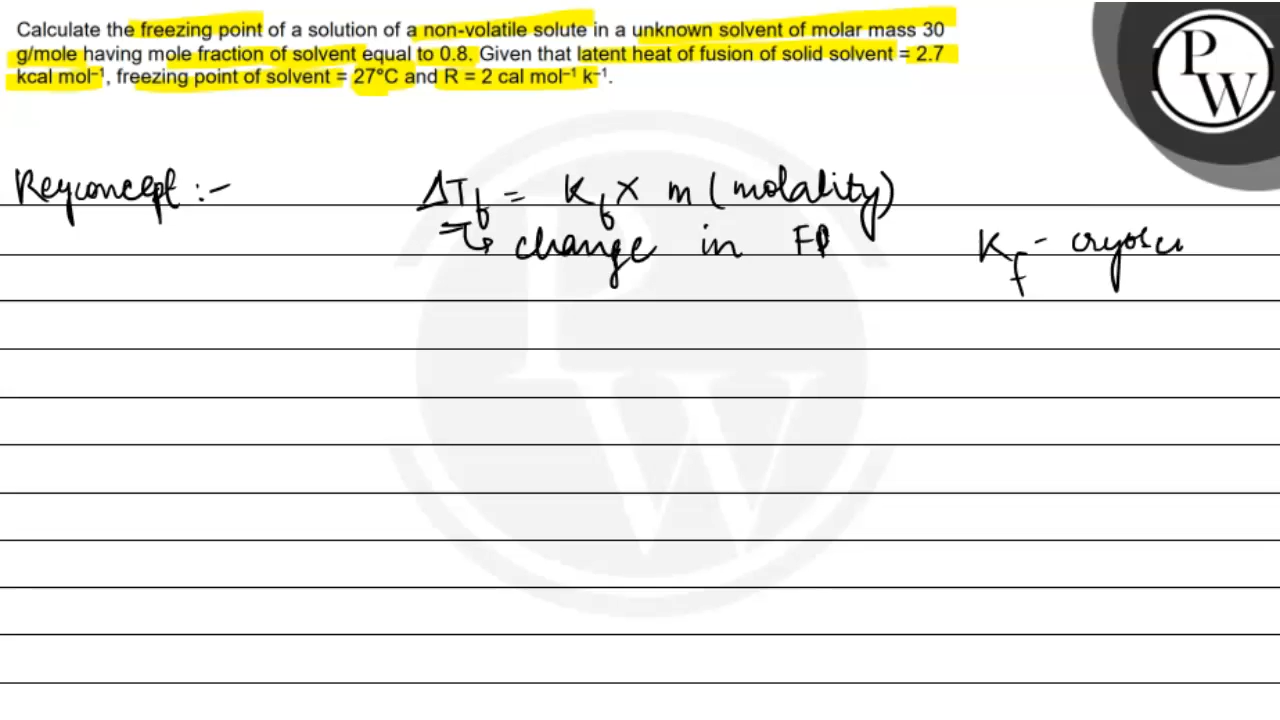 Calculate the freezing point of a solution of a non-volatile solute in a unknown solvent of molar mass 30
g/mole having mole fraction of solvent equal to 0.8. Given that latent heat of fusion of solid solvent = 2.7
kcal mol⁻¹, freezing point of solvent = 27°C and R = 2 cal mol⁻¹ k⁻¹.
P
W
Keyconcept :-
ΔTf = Kf × m (molality)
↳ change in FP
Kf - cryosc
P
W